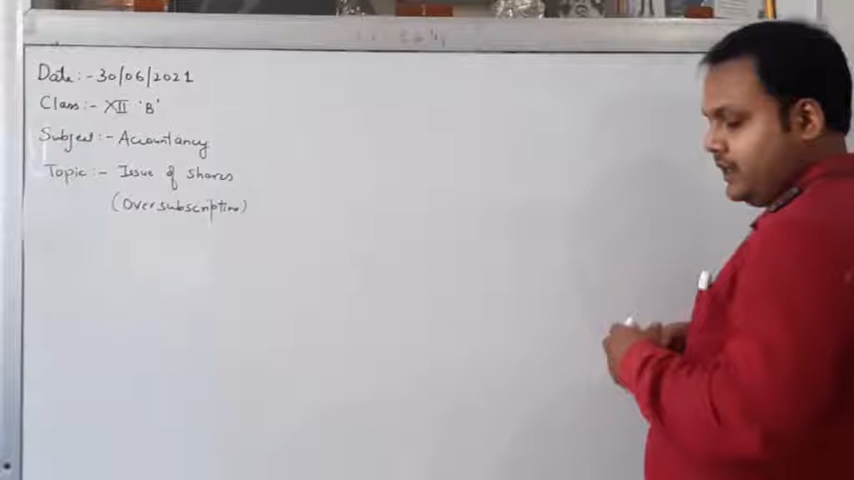 Date:- 30/06/2021
Class:- XII 'B'
Subject:- Accountancy
Topic:- Issue of shares
(Oversubscription)